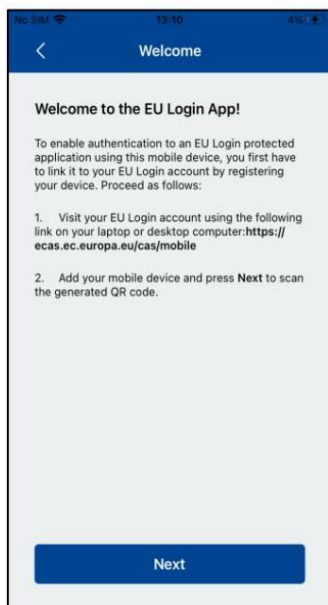 No SIM 13:10 4%
Welcome
Welcome to the EU Login App!
To enable authentication to an EU Login protected
application using this mobile device, you first have
to link it to your EU Login account by registering
your device. Proceed as follows:
1. Visit your EU Login account using the following
link on your laptop or desktop computer:https://
ecas.ec.europa.eu/cas/mobile
2. Add your mobile device and press Next to scan
the generated QR code.
Next